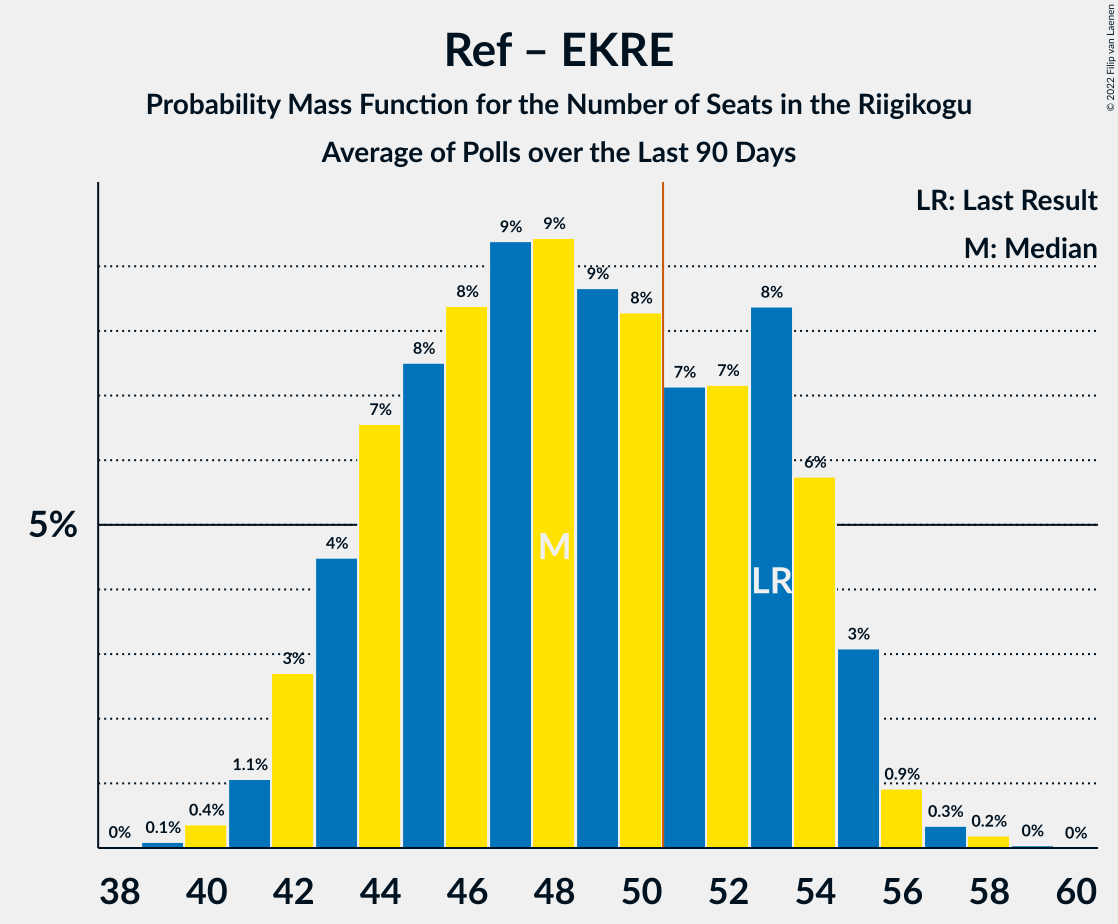 Ref – EKRE
Probability Mass Function for the Number of Seats in the Riigikogu
Average of Polls over the Last 90 Days
© 2022 Filip van Laenen
LR: Last Result
M: Median
5%
0%
0.1%
0.4%
1.1%
3%
4%
7%
8%
8%
9%
9%
9%
8%
7%
7%
8%
6%
3%
0.9%
0.3%
0.2%
0%
0%
M
LR
38 40 42 44 46 48 50 52 54 56 58 60